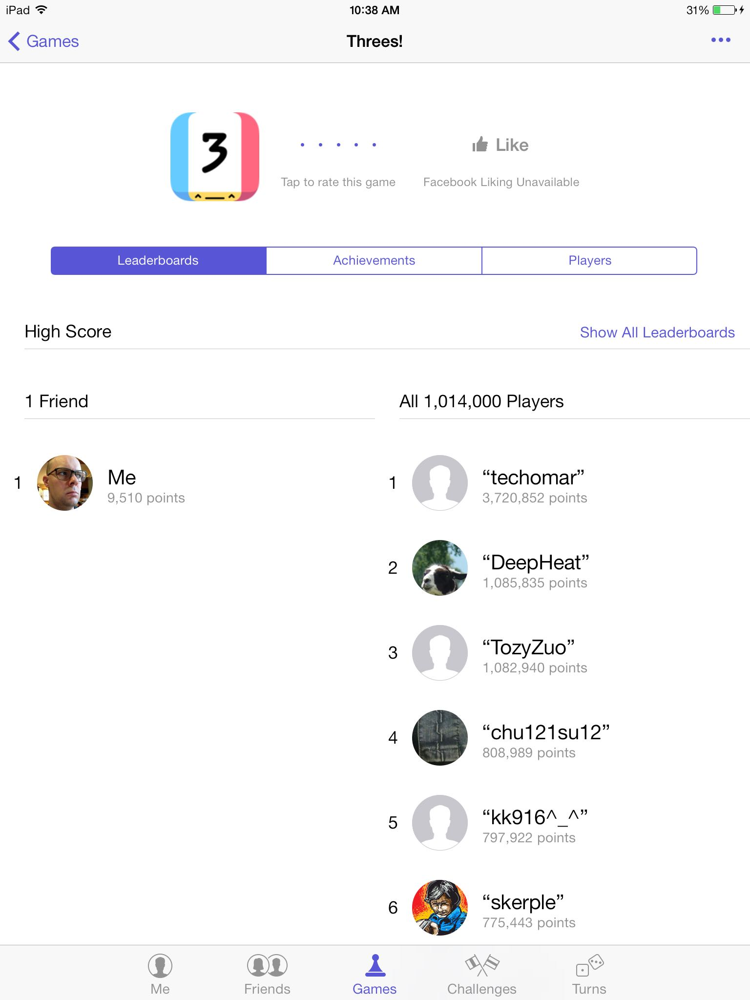 iPad 10:38 AM 31%
Games Threes! •••
3
Like
Tap to rate this game Facebook Liking Unavailable
Leaderboards Achievements Players
High Score Show All Leaderboards
1 Friend All 1,014,000 Players
1 Me
9,510 points
1 “techomar”
3,720,852 points
2 “DeepHeat”
1,085,835 points
3 “TozyZuo”
1,082,940 points
4 “chu121su12”
808,989 points
5 “kk916^_^”
797,922 points
6 “skerple”
775,443 points
Me Friends Games Challenges Turns